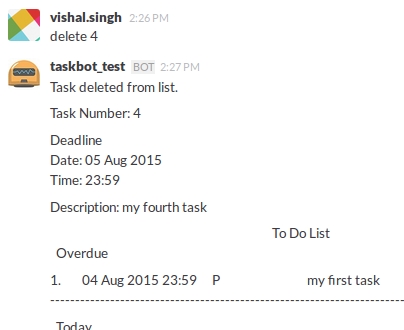 vishal.singh 2:26 PM
delete 4
taskbot_test BOT 2:27 PM
Task deleted from list.
Task Number: 4
Deadline
Date: 05 Aug 2015
Time: 23:59
Description: my fourth task
To Do List
Overdue
1. 04 Aug 2015 23:59 P my first task
------------------------------------------------------------
Today